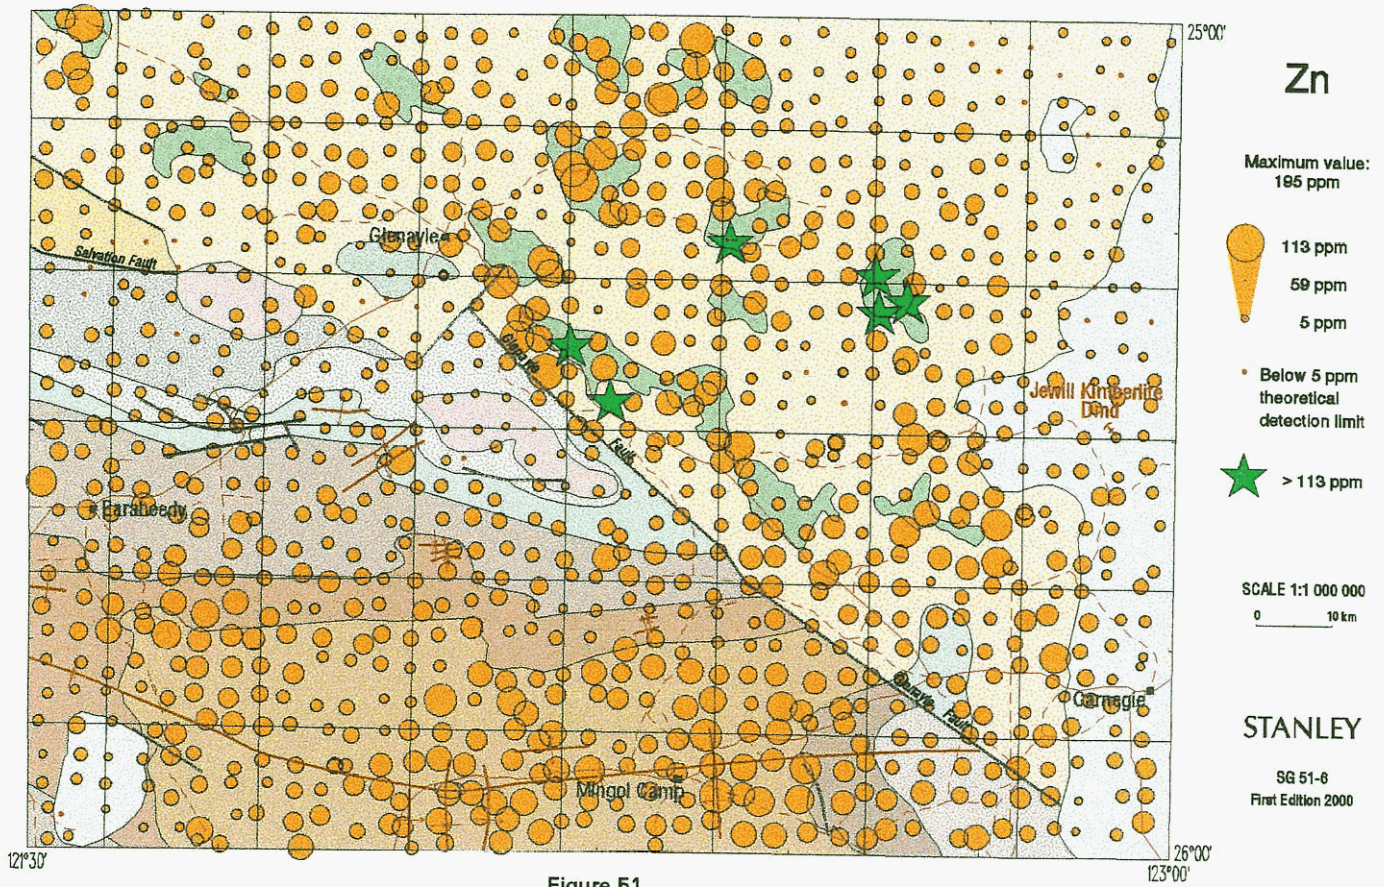 25°00'
Zn
Maximum value:
195 ppm
113 ppm
59 ppm
5 ppm
Below 5 ppm
theoretical
detection limit
> 113 ppm
SCALE 1:1 000 000
0 10 km
STANLEY
SG 51-6
First Edition 2000
Glenayle
Salvation Fault
Fault
Jewill Kimberlite
Dmd
Earaheedy
Fault
Carnegie
Mingol Camp
121°30'
26°00'
123°00'
Figure 51